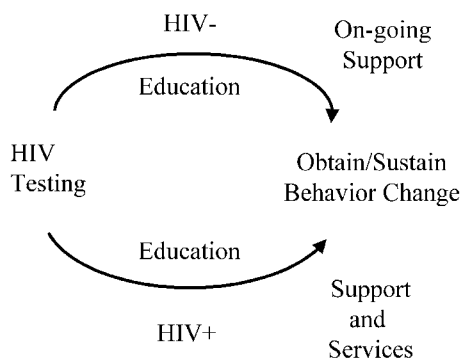 HIV-
On-going
Support
Education
HIV
Testing
Obtain/Sustain
Behavior Change
Education
HIV+
Support
and
Services